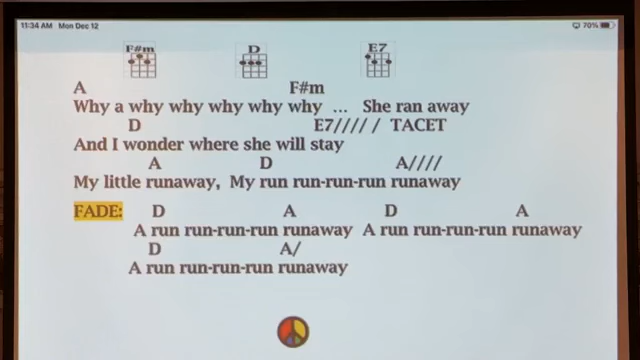 11:34 AM Mon Dec 12 70%
F#m D E7
A F#m
Why a why why why why why ... She ran away
D E7///// / TACET
And I wonder where she will stay
A D A////
My little runaway, My run run-run-run runaway
FADE: D A D A
A run run-run-run runaway A run run-run-run runaway
D A/
A run run-run-run runaway